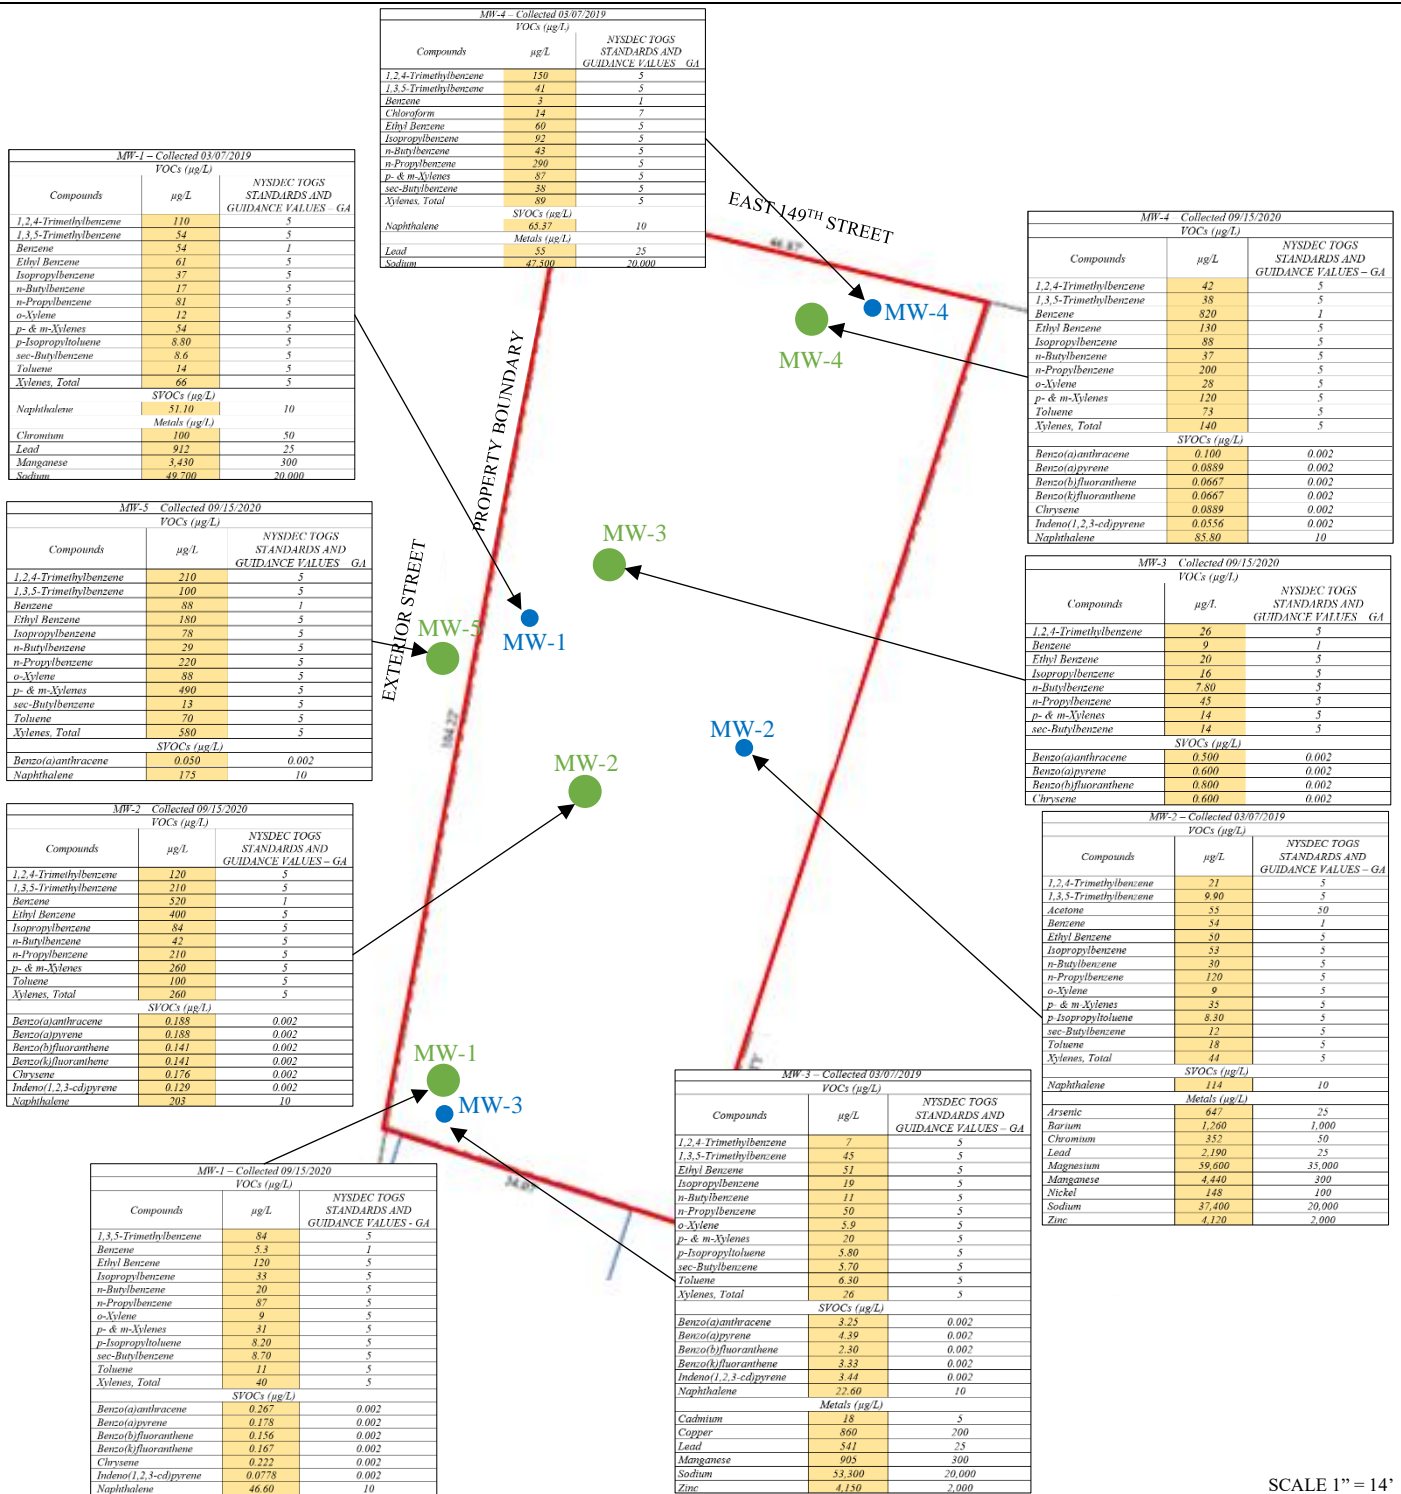 MW-4 – Collected 03/07/2019
VOCs (µg/L)
Compounds µg/L NYSDEC TOGS STANDARDS AND GUIDANCE VALUES GA
1,2,4-Trimethylbenzene 150 5
1,3,5-Trimethylbenzene 41 5
Benzene 3 1
Chloroform 14 7
Ethyl Benzene 60 5
Isopropylbenzene 92 5
n-Butylbenzene 43 5
n-Propylbenzene 290 5
p- & m-Xylenes 87 5
sec-Butylbenzene 38 5
Xylenes, Total 89 5
SVOCs (µg/L)
Naphthalene 65.37 10
Metals (µg/L)
Lead 55 25
Sodium 47,500 20,000
MW-1 – Collected 03/07/2019
VOCs (µg/L)
Compounds µg/L NYSDEC TOGS STANDARDS AND GUIDANCE VALUES – GA
1,2,4-Trimethylbenzene 110 5
1,3,5-Trimethylbenzene 54 5
Benzene 54 1
Ethyl Benzene 61 5
Isopropylbenzene 37 5
n-Butylbenzene 17 5
n-Propylbenzene 81 5
o-Xylene 12 5
p- & m-Xylenes 54 5
p-Isopropyltoluene 8.80 5
sec-Butylbenzene 8.6 5
Toluene 14 5
Xylenes, Total 66 5
SVOCs (µg/L)
Naphthalene 51.10 10
Metals (µg/L)
Chromium 100 50
Lead 912 25
Manganese 3,430 300
Sodium 49,700 20,000
EAST 149TH STREET
46.87
MW-4
MW-4
MW-4 Collected 09/15/2020
VOCs (µg/L)
Compounds µg/L NYSDEC TOGS STANDARDS AND GUIDANCE VALUES – GA
1,2,4-Trimethylbenzene 42 5
1,3,5-Trimethylbenzene 38 5
Benzene 820 1
Ethyl Benzene 130 5
Isopropylbenzene 88 5
n-Butylbenzene 37 5
n-Propylbenzene 200 5
o-Xylene 28 5
p- & m-Xylenes 120 5
Toluene 73 5
Xylenes, Total 140 5
SVOCs (µg/L)
Benzo(a)anthracene 0.100 0.002
Benzo(a)pyrene 0.0889 0.002
Benzo(b)fluoranthene 0.0667 0.002
Benzo(k)fluoranthene 0.0667 0.002
Chrysene 0.0889 0.002
Indeno(1,2,3-cd)pyrene 0.0556 0.002
Naphthalene 85.80 10
PROPERTY BOUNDARY
EXTERIOR STREET
104.22
MW-3
MW-5
MW-1
MW-2
MW-2
MW-5 Collected 09/15/2020
VOCs (µg/L)
Compounds µg/L NYSDEC TOGS STANDARDS AND GUIDANCE VALUES GA
1,2,4-Trimethylbenzene 210 5
1,3,5-Trimethylbenzene 100 5
Benzene 88 1
Ethyl Benzene 180 5
Isopropylbenzene 78 5
n-Butylbenzene 29 5
n-Propylbenzene 220 5
o-Xylene 88 5
p- & m-Xylenes 490 5
sec-Butylbenzene 13 5
Toluene 70 5
Xylenes, Total 580 5
SVOCs (µg/L)
Benzo(a)anthracene 0.050 0.002
Naphthalene 175 10
MW-3 Collected 09/15/2020
VOCs (µg/L)
Compounds µg/L NYSDEC TOGS STANDARDS AND GUIDANCE VALUES GA
1,2,4-Trimethylbenzene 26 5
Benzene 9 1
Ethyl Benzene 20 5
Isopropylbenzene 16 5
n-Butylbenzene 7.80 5
n-Propylbenzene 45 5
p- & m-Xylenes 14 5
sec-Butylbenzene 14 5
SVOCs (µg/L)
Benzo(a)anthracene 0.500 0.002
Benzo(a)pyrene 0.600 0.002
Benzo(b)fluoranthene 0.800 0.002
Chrysene 0.600 0.002
MW-2 Collected 09/15/2020
VOCs (µg/L)
Compounds µg/L NYSDEC TOGS STANDARDS AND GUIDANCE VALUES – GA
1,2,4-Trimethylbenzene 120 5
1,3,5-Trimethylbenzene 210 5
Benzene 520 1
Ethyl Benzene 400 5
Isopropylbenzene 84 5
n-Butylbenzene 42 5
n-Propylbenzene 210 5
p- & m-Xylenes 260 5
Toluene 100 5
Xylenes, Total 260 5
SVOCs (µg/L)
Benzo(a)anthracene 0.188 0.002
Benzo(a)pyrene 0.188 0.002
Benzo(b)fluoranthene 0.141 0.002
Benzo(k)fluoranthene 0.141 0.002
Chrysene 0.176 0.002
Indeno(1,2,3-cd)pyrene 0.129 0.002
Naphthalene 203 10
MW-2 – Collected 03/07/2019
VOCs (µg/L)
Compounds µg/L NYSDEC TOGS STANDARDS AND GUIDANCE VALUES – GA
1,2,4-Trimethylbenzene 21 5
1,3,5-Trimethylbenzene 9.90 5
Acetone 55 50
Benzene 54 1
Ethyl Benzene 50 5
Isopropylbenzene 53 5
n-Butylbenzene 30 5
n-Propylbenzene 120 5
o-Xylene 9 5
p- & m-Xylenes 35 5
p-Isopropyltoluene 8.30 5
sec-Butylbenzene 12 5
Toluene 18 5
Xylenes, Total 44 5
SVOCs (µg/L)
Naphthalene 114 10
Metals (µg/L)
Arsenic 647 25
Barium 1,260 1,000
Chromium 352 50
Lead 2,190 25
Magnesium 59,600 35,000
Manganese 4,440 300
Nickel 148 100
Sodium 37,400 20,000
Zinc 4,120 2,000
MW-1
MW-3
MW-1 – Collected 09/15/2020
VOCs (µg/L)
Compounds µg/L NYSDEC TOGS STANDARDS AND GUIDANCE VALUES - GA
1,3,5-Trimethylbenzene 84 5
Benzene 5.3 1
Ethyl Benzene 120 5
Isopropylbenzene 33 5
n-Butylbenzene 20 5
n-Propylbenzene 87 5
o-Xylene 9 5
p- & m-Xylenes 31 5
p-Isopropyltoluene 8.20 5
sec-Butylbenzene 8.70 5
Toluene 11 5
Xylenes, Total 40 5
SVOCs (µg/L)
Benzo(a)anthracene 0.267 0.002
Benzo(a)pyrene 0.178 0.002
Benzo(b)fluoranthene 0.156 0.002
Benzo(k)fluoranthene 0.167 0.002
Chrysene 0.222 0.002
Indeno(1,2,3-cd)pyrene 0.0778 0.002
Naphthalene 46.60 10
MW-3 – Collected 03/07/2019
VOCs (µg/L)
Compounds µg/L NYSDEC TOGS STANDARDS AND GUIDANCE VALUES – GA
1,2,4-Trimethylbenzene 7 5
1,3,5-Trimethylbenzene 45 5
Ethyl Benzene 51 5
Isopropylbenzene 19 5
n-Butylbenzene 11 5
n-Propylbenzene 50 5
o-Xylene 5.9 5
p- & m-Xylenes 20 5
p-Isopropyltoluene 5.80 5
sec-Butylbenzene 5.70 5
Toluene 6.30 5
Xylenes, Total 26 5
SVOCs (µg/L)
Benzo(a)anthracene 3.25 0.002
Benzo(a)pyrene 4.39 0.002
Benzo(b)fluoranthene 2.30 0.002
Benzo(k)fluoranthene 3.33 0.002
Indeno(1,2,3-cd)pyrene 3.44 0.002
Naphthalene 22.60 10
Metals (µg/L)
Cadmium 18 5
Copper 860 200
Lead 541 25
Manganese 905 300
Sodium 53,300 20,000
Zinc 4,150 2,000
SCALE 1” = 14’